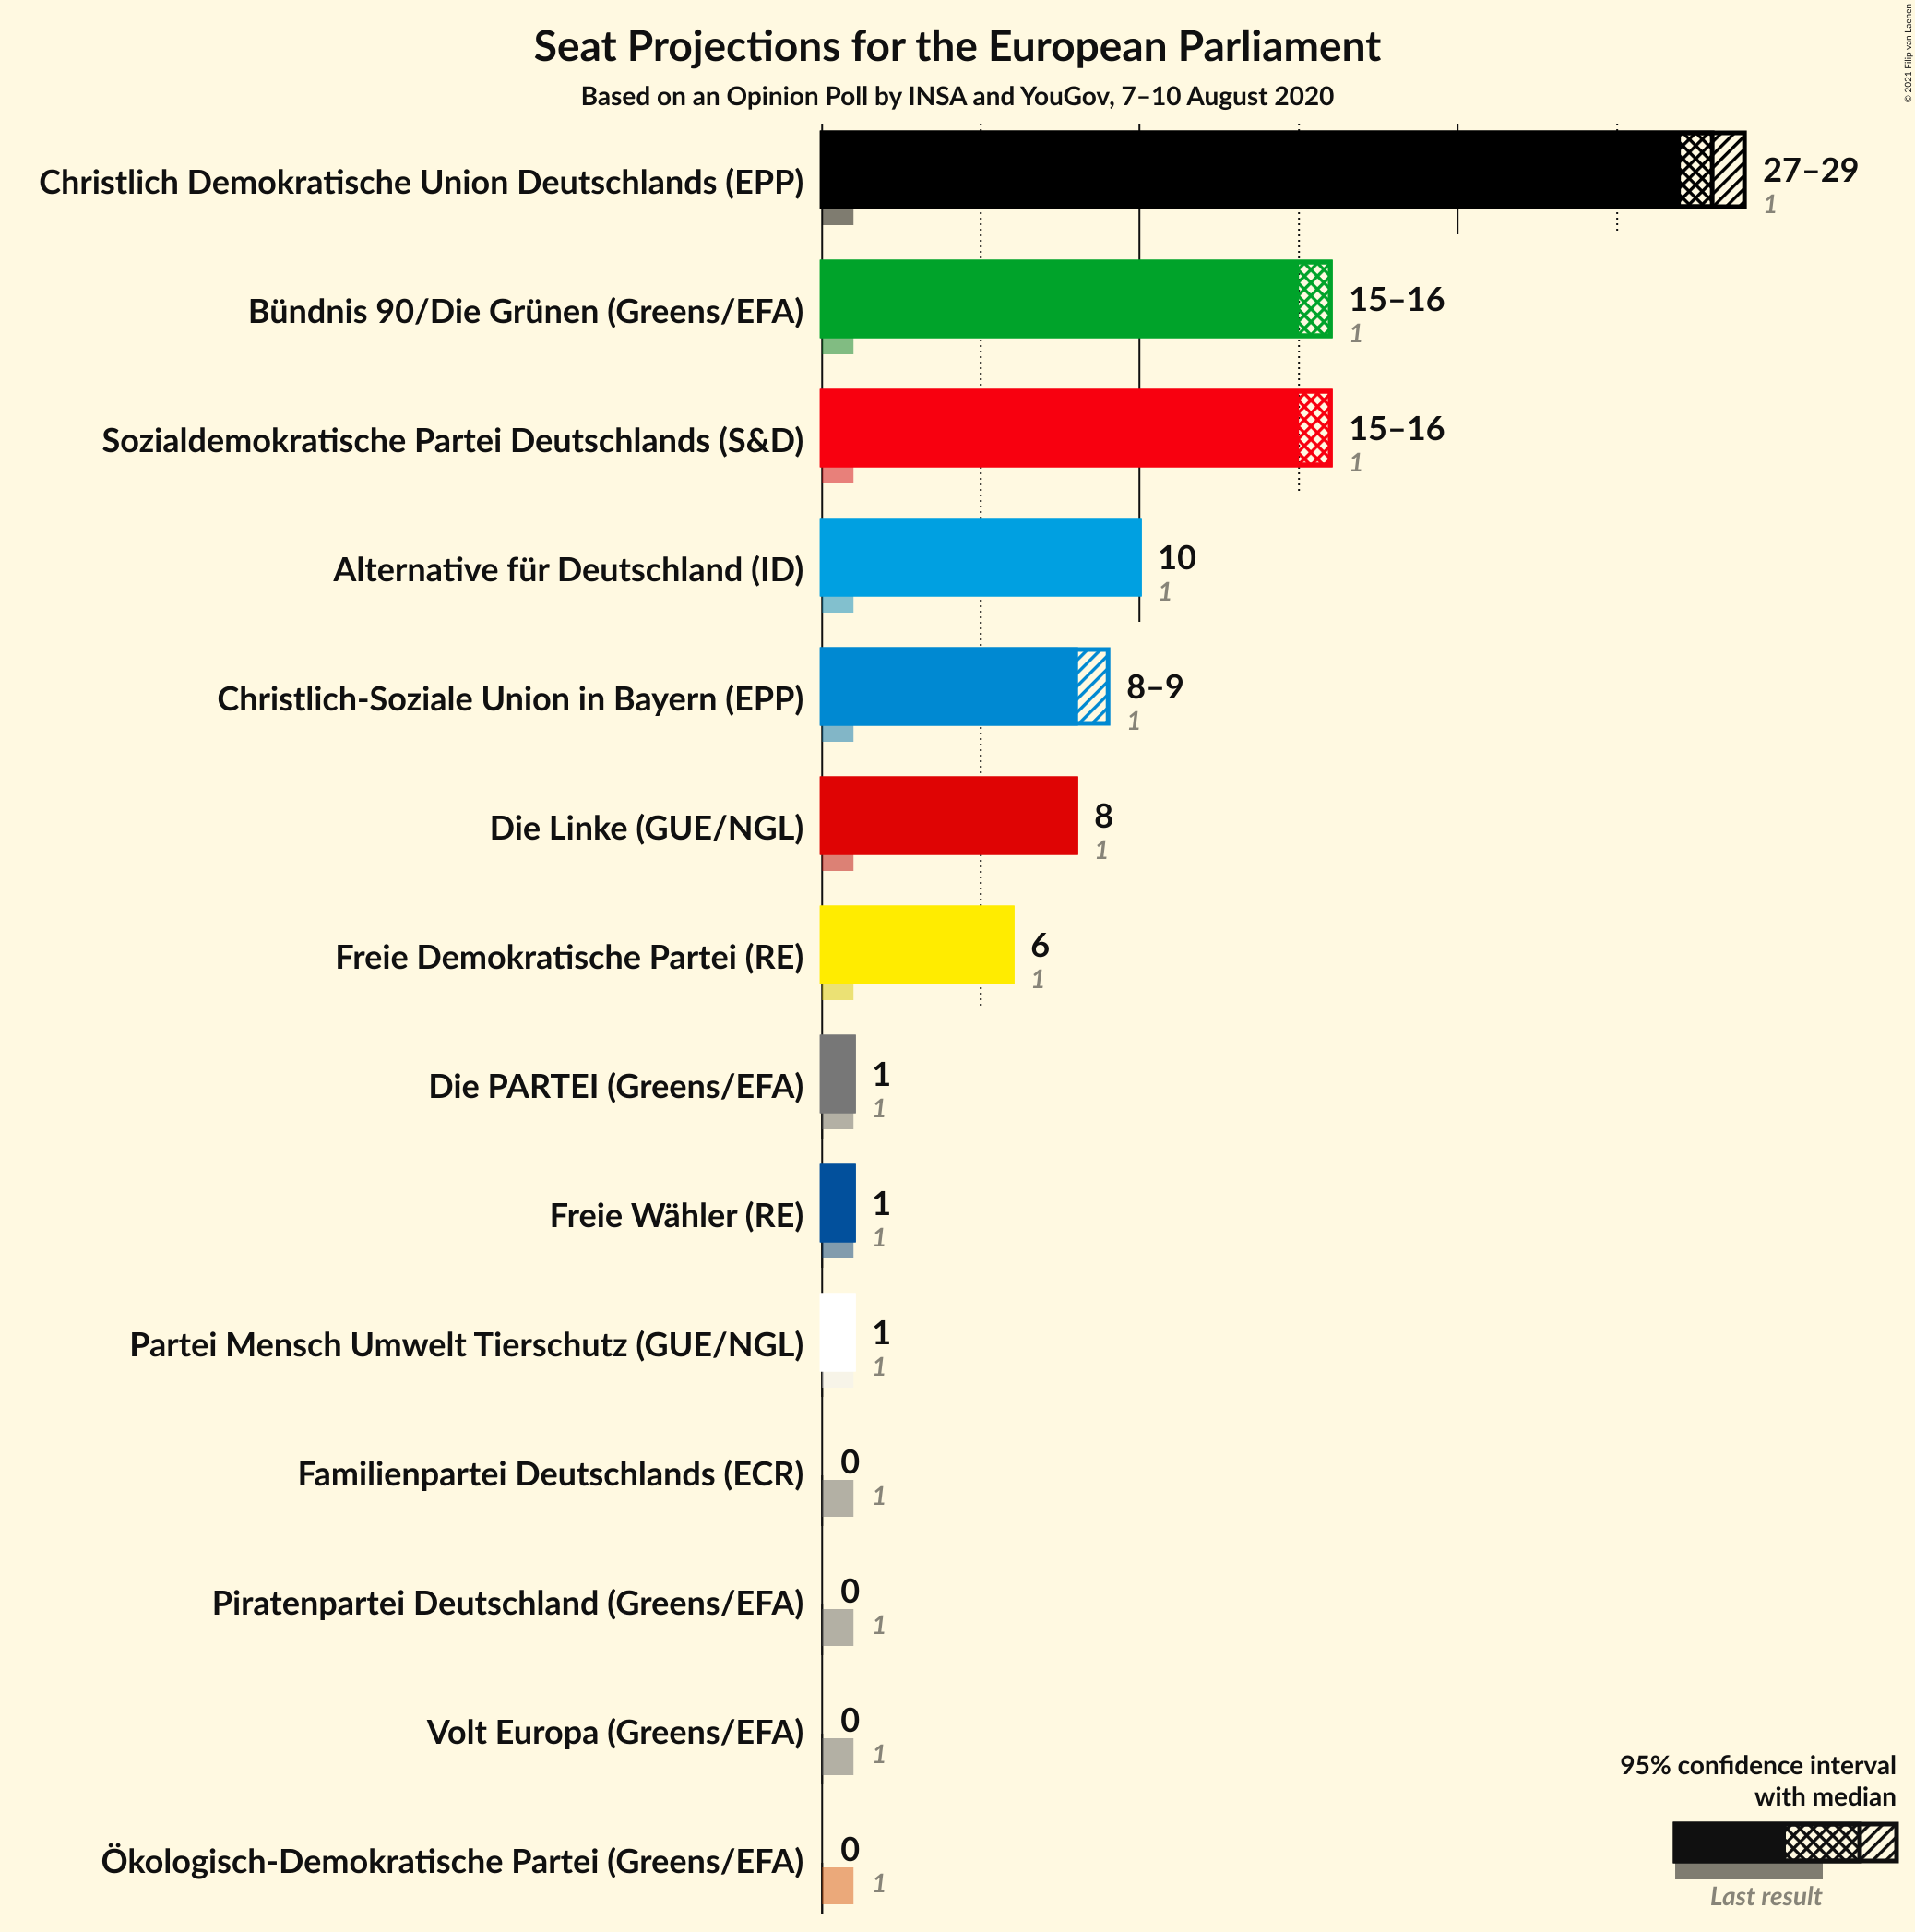 Seat Projections for the European Parliament
Based on an Opinion Poll by INSA and YouGov, 7–10 August 2020
© 2021 Filip van Laenen
Christlich Demokratische Union Deutschlands (EPP)
27–29
1
Bündnis 90/Die Grünen (Greens/EFA)
15–16
1
Sozialdemokratische Partei Deutschlands (S&D)
15–16
1
Alternative für Deutschland (ID)
10
1
Christlich-Soziale Union in Bayern (EPP)
8–9
1
Die Linke (GUE/NGL)
8
1
Freie Demokratische Partei (RE)
6
1
Die PARTEI (Greens/EFA)
1
1
Freie Wähler (RE)
1
1
Partei Mensch Umwelt Tierschutz (GUE/NGL)
1
1
Familienpartei Deutschlands (ECR)
0
1
Piratenpartei Deutschland (Greens/EFA)
0
1
Volt Europa (Greens/EFA)
0
1
Ökologisch-Demokratische Partei (Greens/EFA)
0
1
95% confidence interval
with median
Last result